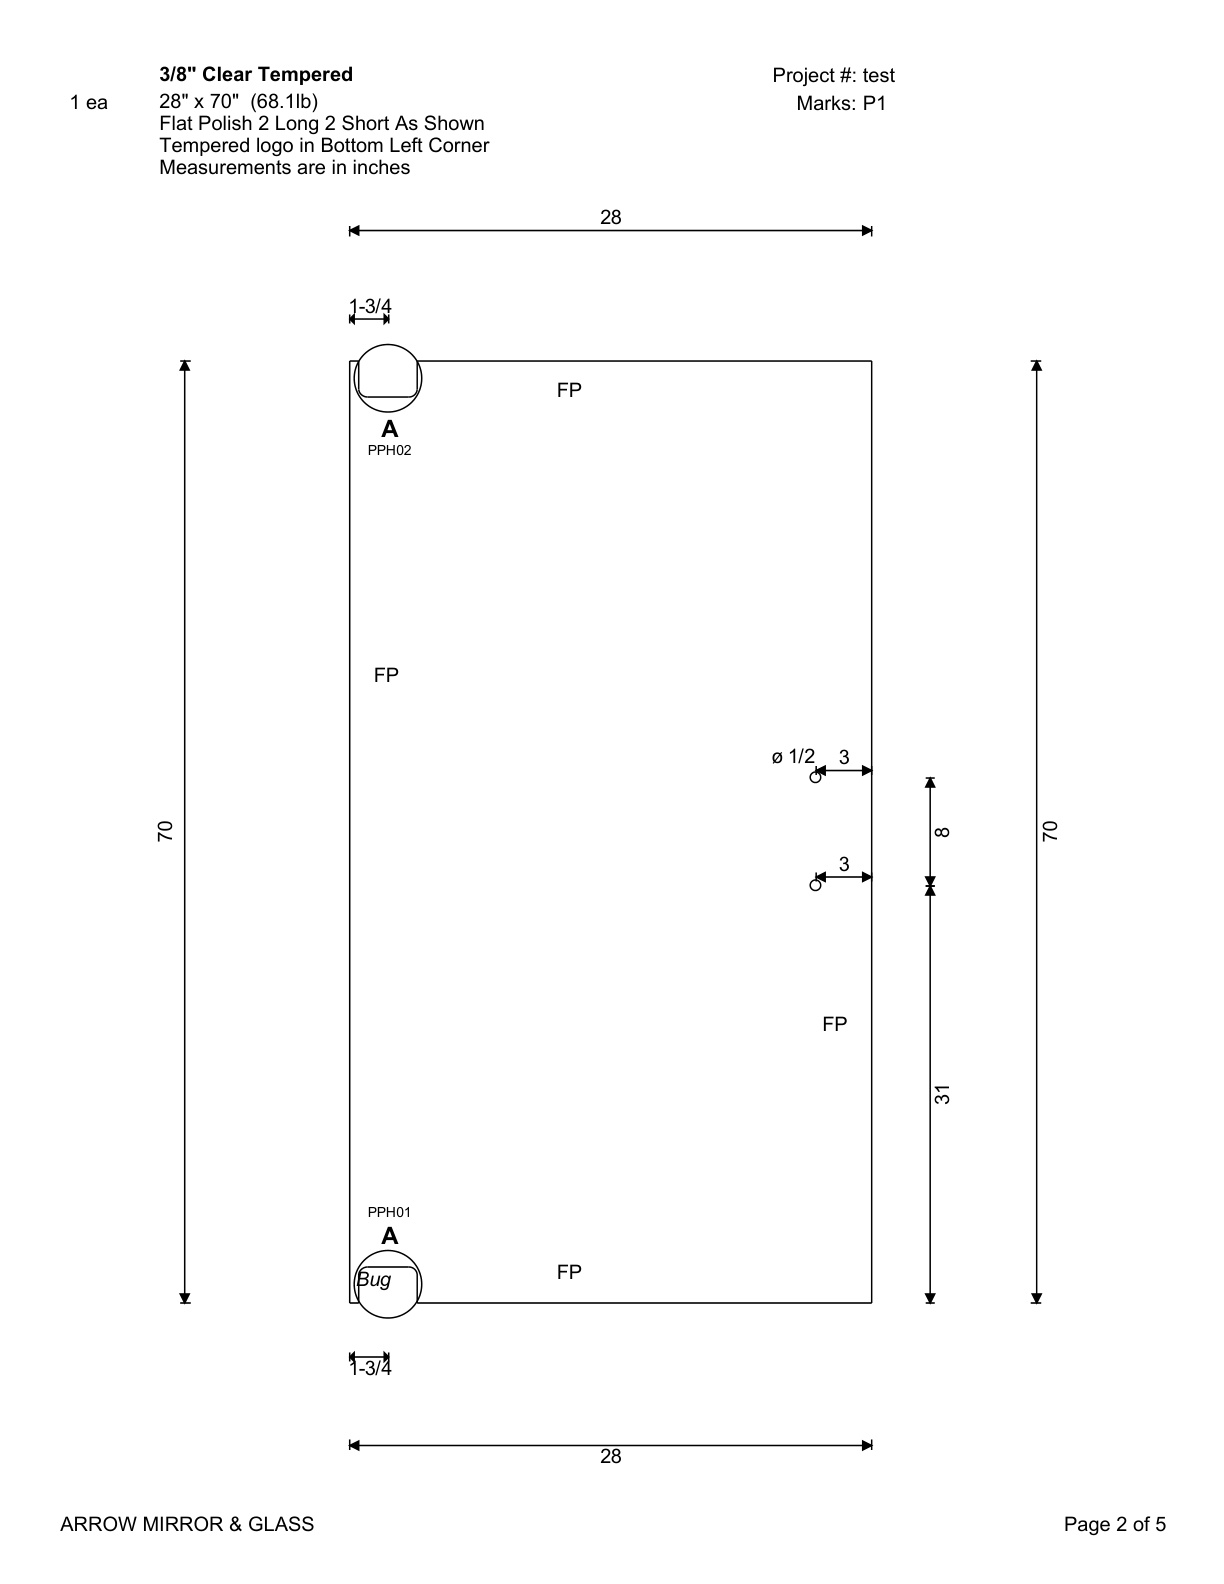 3/8" Clear Tempered
Project #: test
1 ea
28" x 70"  (68.1lb)
Marks: P1
Flat Polish 2 Long 2 Short As Shown
Tempered logo in Bottom Left Corner
Measurements are in inches
28
1-3/4
FP
A
PPH02
FP
ø 1/2
3
70
8
70
3
FP
31
PPH01
A
Bug
FP
1-3/4
28
ARROW MIRROR & GLASS
Page 2 of 5